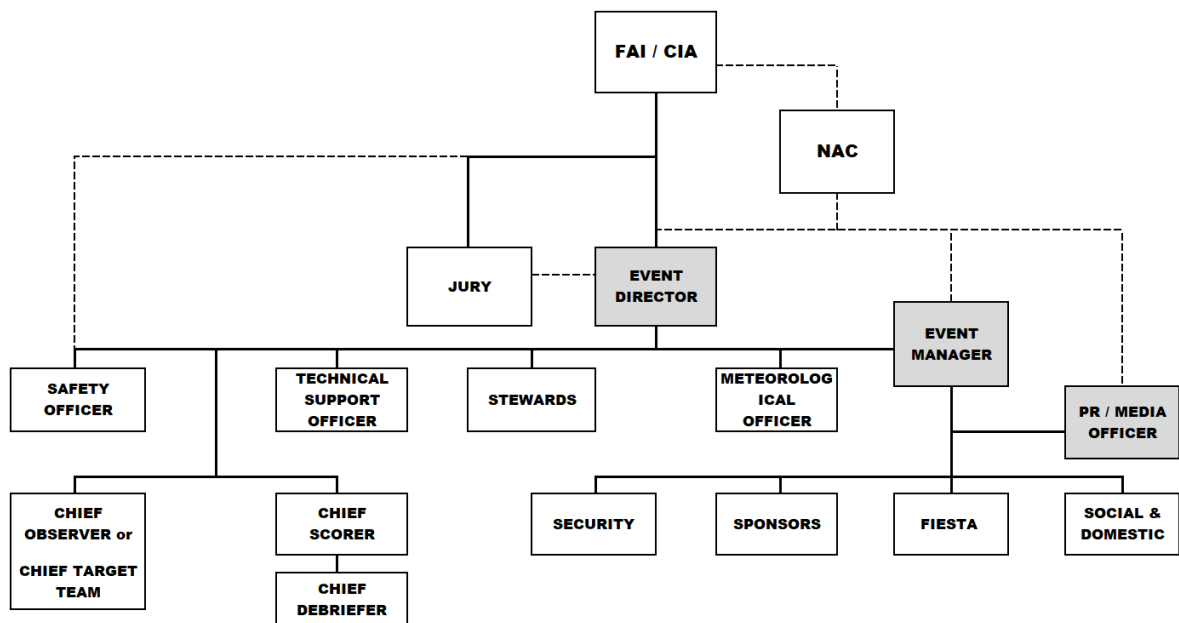 FAI / CIA
NAC
JURY
EVENT
DIRECTOR
EVENT
MANAGER
SAFETY
OFFICER
TECHNICAL
SUPPORT
OFFICER
STEWARDS
METEOROLOG
ICAL
OFFICER
PR / MEDIA
OFFICER
CHIEF
OBSERVER or
CHIEF TARGET
TEAM
CHIEF
SCORER
SECURITY
SPONSORS
FIESTA
SOCIAL &
DOMESTIC
CHIEF
DEBRIEFER